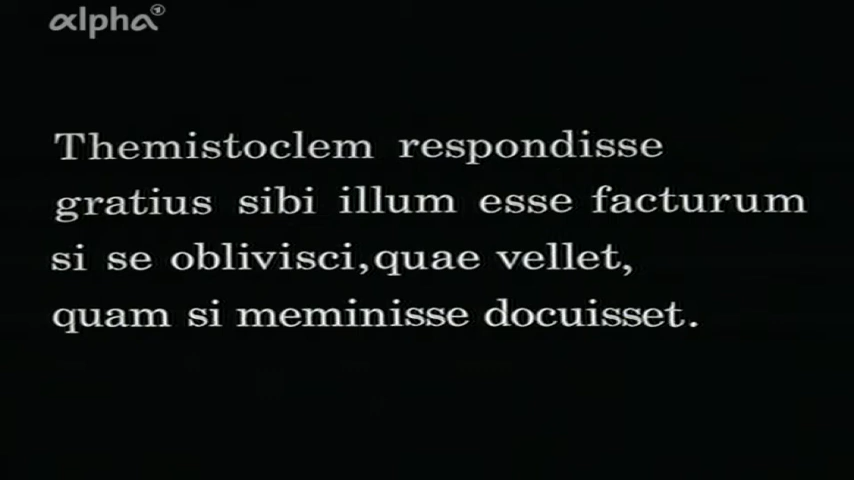 alpha
Themistoclem respondisse
gratius sibi illum esse facturum
si se oblivisci, quae vellet,
quam si meminisse docuisset.